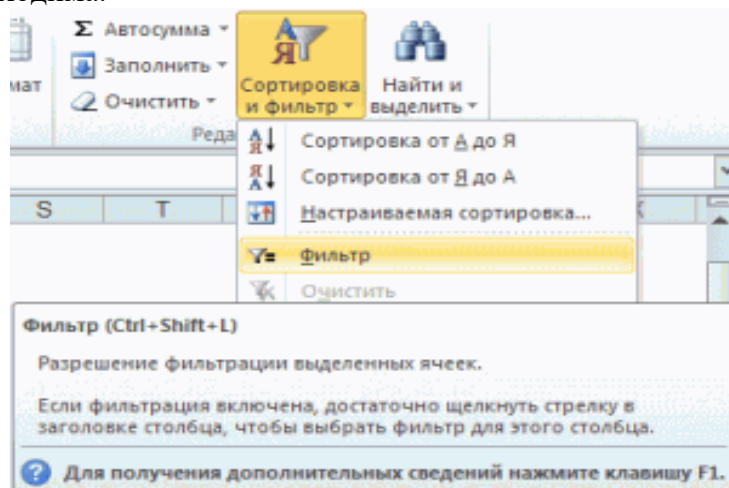 Σ Автосумма
Заполнить
Очистить
мат
Сортировка
и фильтр
Найти и
выделить
Реда
Сортировка от А до Я
Сортировка от Я до А
Настраиваемая сортировка...
Фильтр
Очистить
S T
Фильтр (Ctrl+Shift+L)
Разрешение фильтрации выделенных ячеек.
Если фильтрация включена, достаточно щелкнуть стрелку в
заголовке столбца, чтобы выбрать фильтр для этого столбца.
Для получения дополнительных сведений нажмите клавишу F1.